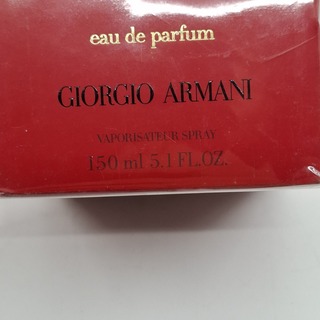 eau de parfum
GIORGIO ARMANI
VAPORISATEUR SPRAY
150 ml 5.1 FL.OZ.